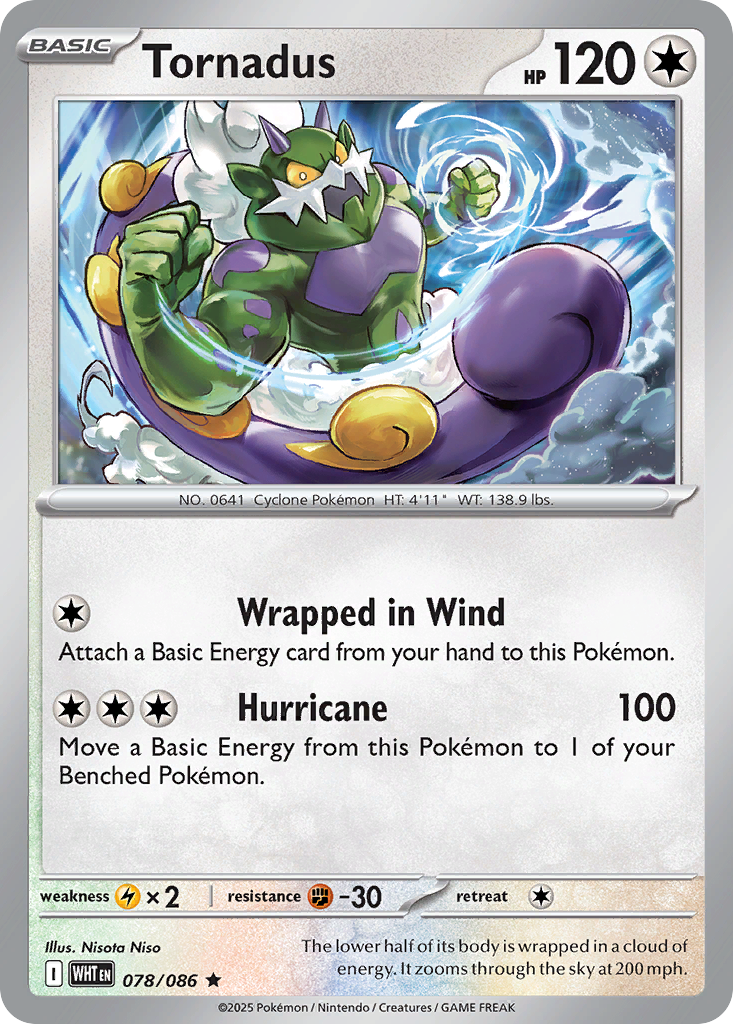 BASIC Tornadus HP 120
NO. 0641 Cyclone Pokémon HT: 4'11" WT: 138.9 lbs.
Wrapped in Wind
Attach a Basic Energy card from your hand to this Pokémon.
Hurricane 100
Move a Basic Energy from this Pokémon to 1 of your
Benched Pokémon.
weakness ×2 resistance -30 retreat
Illus. Nisota Niso
The lower half of its body is wrapped in a cloud of
energy. It zooms through the sky at 200 mph.
I WHT EN 078/086 ★
©2025 Pokémon / Nintendo / Creatures / GAME FREAK